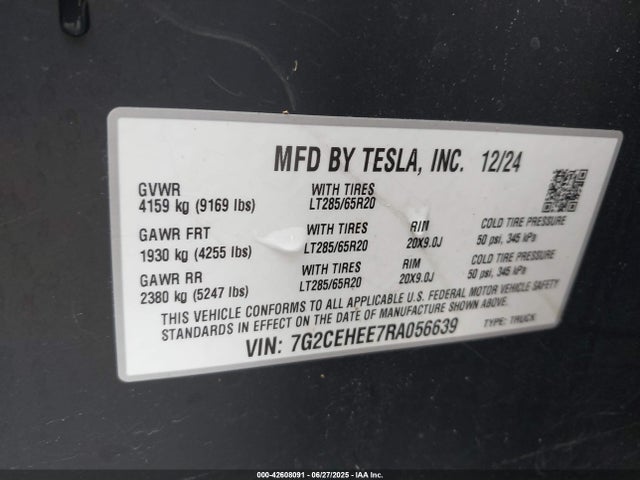 MFD BY TESLA, INC. 12/24
GVWR WITH TIRES
4159 kg (9169 lbs) LT285/65R20
GAWR FRT WITH TIRES RIM COLD TIRE PRESSURE
1930 kg (4255 lbs) LT285/65R20 20X9.0J 50 psi, 345 kPa
GAWR RR WITH TIRES RIM COLD TIRE PRESSURE
2380 kg (5247 lbs) LT285/65R20 20X9.0J 50 psi, 345 kPa
THIS VEHICLE CONFORMS TO ALL APPLICABLE U.S. FEDERAL MOTOR VEHICLE SAFETY
STANDARDS IN EFFECT ON THE DATE OF MANUFACTURE SHOWN ABOVE.
VIN: 7G2CEHEE7RA056639 TYPE: TRUCK
000-42608091 - 06/27/2025 - IAA Inc.